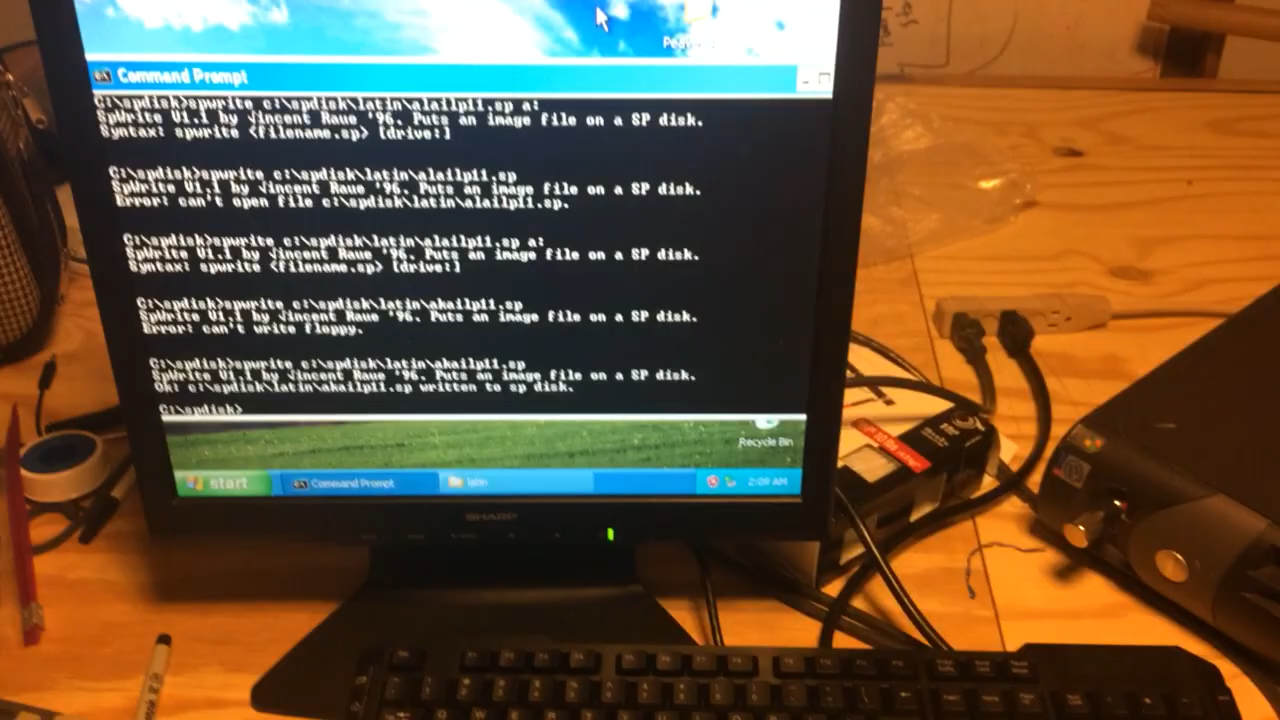 Command Prompt
C:\spdisk>spwrite c:\spdisk\latin\alailp11.sp a:
SpWrite V1.1 by Vincent Raue '96. Puts an image file on a SP disk.
Syntax: spwrite <filename.sp> [drive:]
C:\spdisk>spwrite c:\spdisk\latin\alailp11.sp
SpWrite V1.1 by Vincent Raue '96. Puts an image file on a SP disk.
Error: can't open file c:\spdisk\latin\alailp11.sp.
C:\spdisk>spwrite c:\spdisk\latin\alailp11.sp a:
SpWrite V1.1 by Vincent Raue '96. Puts an image file on a SP disk.
Syntax: spwrite <filename.sp> [drive:]
C:\spdisk>spwrite c:\spdisk\latin\akailp11.sp
SpWrite V1.1 by Vincent Raue '96. Puts an image file on a SP disk.
Error: can't write floppy.
C:\spdisk>spwrite c:\spdisk\latin\akailp11.sp
SpWrite V1.1 by Vincent Raue '96. Puts an image file on a SP disk.
OK: c:\spdisk\latin\akailp11.sp written to sp disk.
C:\spdisk>
Recycle Bin
start
Command Prompt
latin
2:09 AM
SHARP